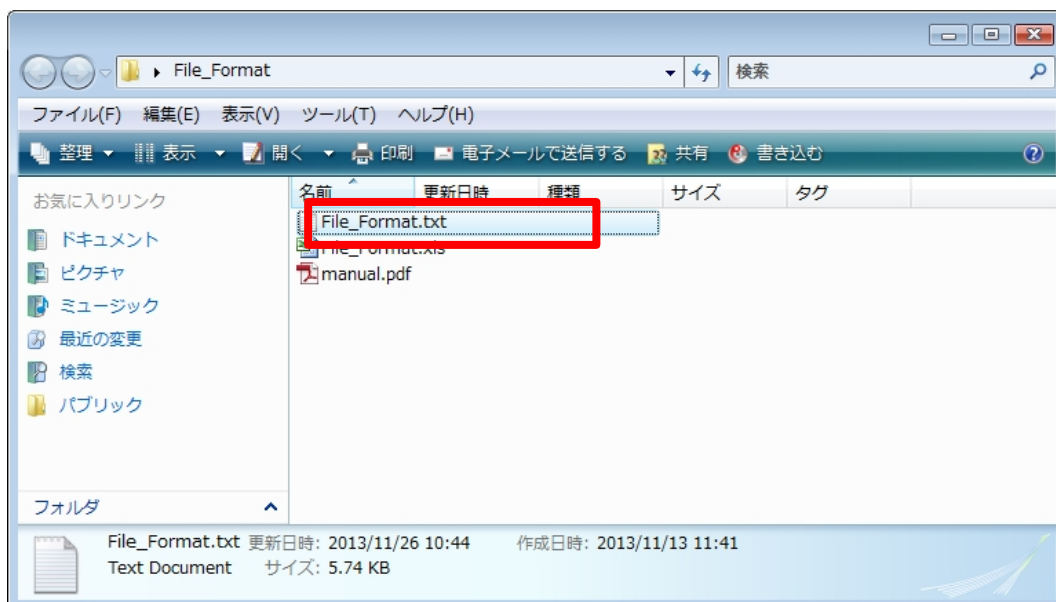 File_Format
検索
ファイル(F) 編集(E) 表示(V) ツール(T) ヘルプ(H)
整理 表示 開く 印刷 電子メールで送信する 共有 書き込む
お気に入りリンク
ドキュメント
ピクチャ
ミュージック
最近の変更
検索
パブリック
フォルダ
名前 更新日時 種類 サイズ タグ
File_Format.txt
File_Format.xls
manual.pdf
File_Format.txt 更新日時: 2013/11/26 10:44 作成日時: 2013/11/13 11:41
Text Document サイズ: 5.74 KB